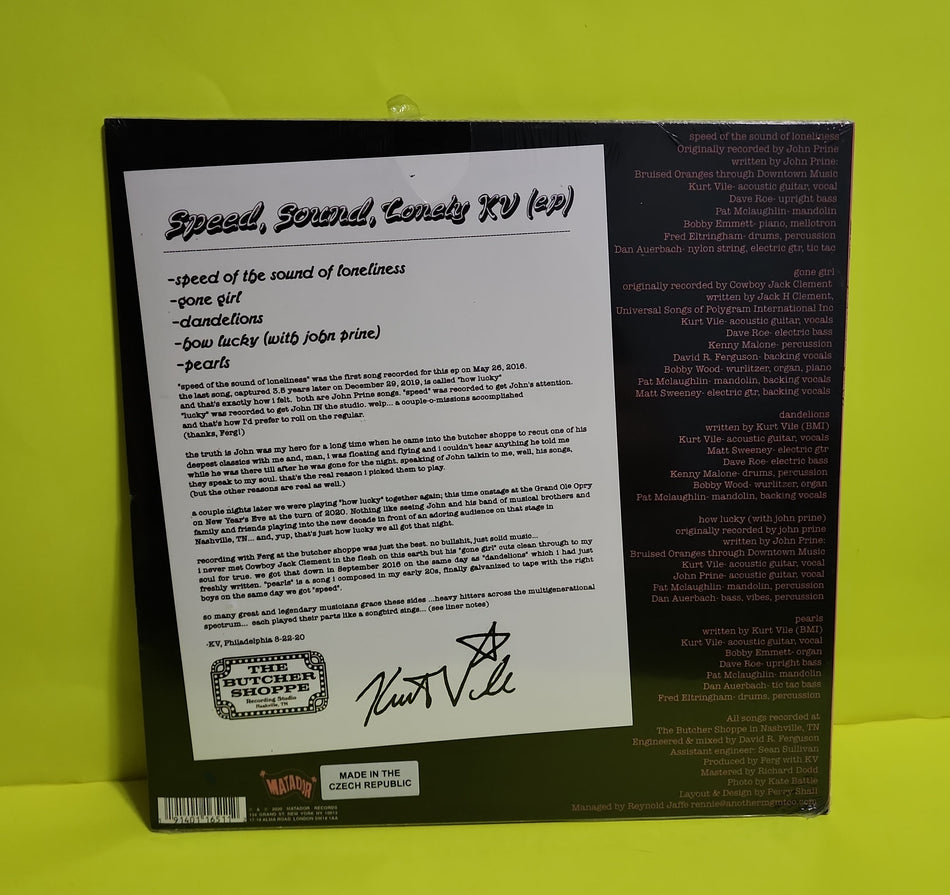 Speed, Sound, Lonely KV (ep)
-speed of the sound of loneliness
-gone girl
-dandelions
-how lucky (with john prine)
-pearls
"speed of the sound of loneliness" was the first song recorded for this ep on May 26, 2016.
the last song, captured 3.5 years later on December 29, 2019, is called "how lucky"
and that's exactly how i felt. both are John Prine songs. "speed" was recorded to get John's attention.
"lucky" was recorded to get John IN the studio. welp... a couple-o-missions accomplished
and that's how I'd prefer to roll on the regular.
(thanks, Ferg!)
the truth is John was my hero for a long time when he came into the butcher shoppe to recut one of his
deepest classics with me and, man, i was floating and flying and i couldn't hear anything he told me
while he was there till after he was gone for the night. speaking of John talkin to me, well, his songs,
they speak to my soul. that's the real reason i picked them to play.
(but the other reasons are real as well.)
a couple nights later we were playing "how lucky" together again; this time onstage at the Grand Ole Opry
on New Year's Eve at the turn of 2020. Nothing like seeing John and his band of musical brothers and
family and friends playing into the new decade in front of an adoring audience on that stage in
Nashville, TN... and, yup, that's just how lucky we all got that night.
recording with Ferg at the butcher shoppe was just the best. no bullshit, just solid music...
i never met Cowboy Jack Clement in the flesh on this earth but his "gone girl" cuts clean through to my
soul for true. we got that down in September 2016 on the same day as "dandelions" which i had just
freshly written. "pearls" is a song i composed in my early 20s, finally galvanized to tape with the right
boys on the same day we got "speed".
so many great and legendary musicians grace these sides ...heavy hitters across the multigenerational
spectrum... each played their parts like a songbird sings... (see liner notes)
-KV, Philadelphia 8-22-20
THE
BUTCHER
SHOPPE
Recording Studio
Nashville, TN
Kurt Vile
MATADOR
MADE IN THE
CZECH REPUBLIC
℗ & © 2020 MATADOR RECORDS
17-19 ALMA ROAD, LONDON SW18 1AA
speed of the sound of loneliness
Originally recorded by John Prine
written by John Prine:
Bruised Oranges through Downtown Music
Kurt Vile- acoustic guitar, vocal
Dave Roe- upright bass
Pat Mclaughlin- mandolin
Bobby Emmett- piano, mellotron
Fred Eltringham- drums, percussion
Dan Auerbach- nylon string, electric gtr, tic tac
gone girl
originally recorded by Cowboy Jack Clement
written by Jack H Clement,
Universal Songs of Polygram International Inc
Kurt Vile- acoustic guitar, vocals
Dave Roe- electric bass
Kenny Malone- percussion
David R. Ferguson- backing vocals
Bobby Wood- wurlitzer, organ, piano
Pat Mclaughlin- mandolin, backing vocals
Matt Sweeney- electric gtr, backing vocals
dandelions
written by Kurt Vile (BMI)
Kurt Vile- acoustic guitar, vocals
Matt Sweeney- electric gtr
Dave Roe- electric bass
Kenny Malone- drums, percussion
Bobby Wood- wurlitzer, organ
Pat Mclaughlin- mandolin, backing vocals
how lucky (with john prine)
originally recorded by john prine
written by John Prine:
Bruised Oranges through Downtown Music
Kurt Vile- acoustic guitar, vocal
John Prine- acoustic guitar, vocal
Pat Mclaughlin- mandolin, percussion
Dan Auerbach- bass, vibes, percussion
pearls
written by Kurt Vile (BMI)
Kurt Vile- acoustic guitar, vocals
Bobby Emmett- organ
Dave Roe- upright bass
Pat Mclaughlin- mandolin
Dan Auerbach- tic tac bass
Fred Eltringham- drums, percussion
All songs recorded at
The Butcher Shoppe in Nashville, TN
Engineered & mixed by David R. Ferguson
Assistant engineer: Sean Sullivan
Produced by Ferg with KV
Mastered by Richard Dodd
Photo by Kate Battle
Layout & Design by Perry Shall
Managed by Reynold Jaffe rennie@anothermgmtco.com